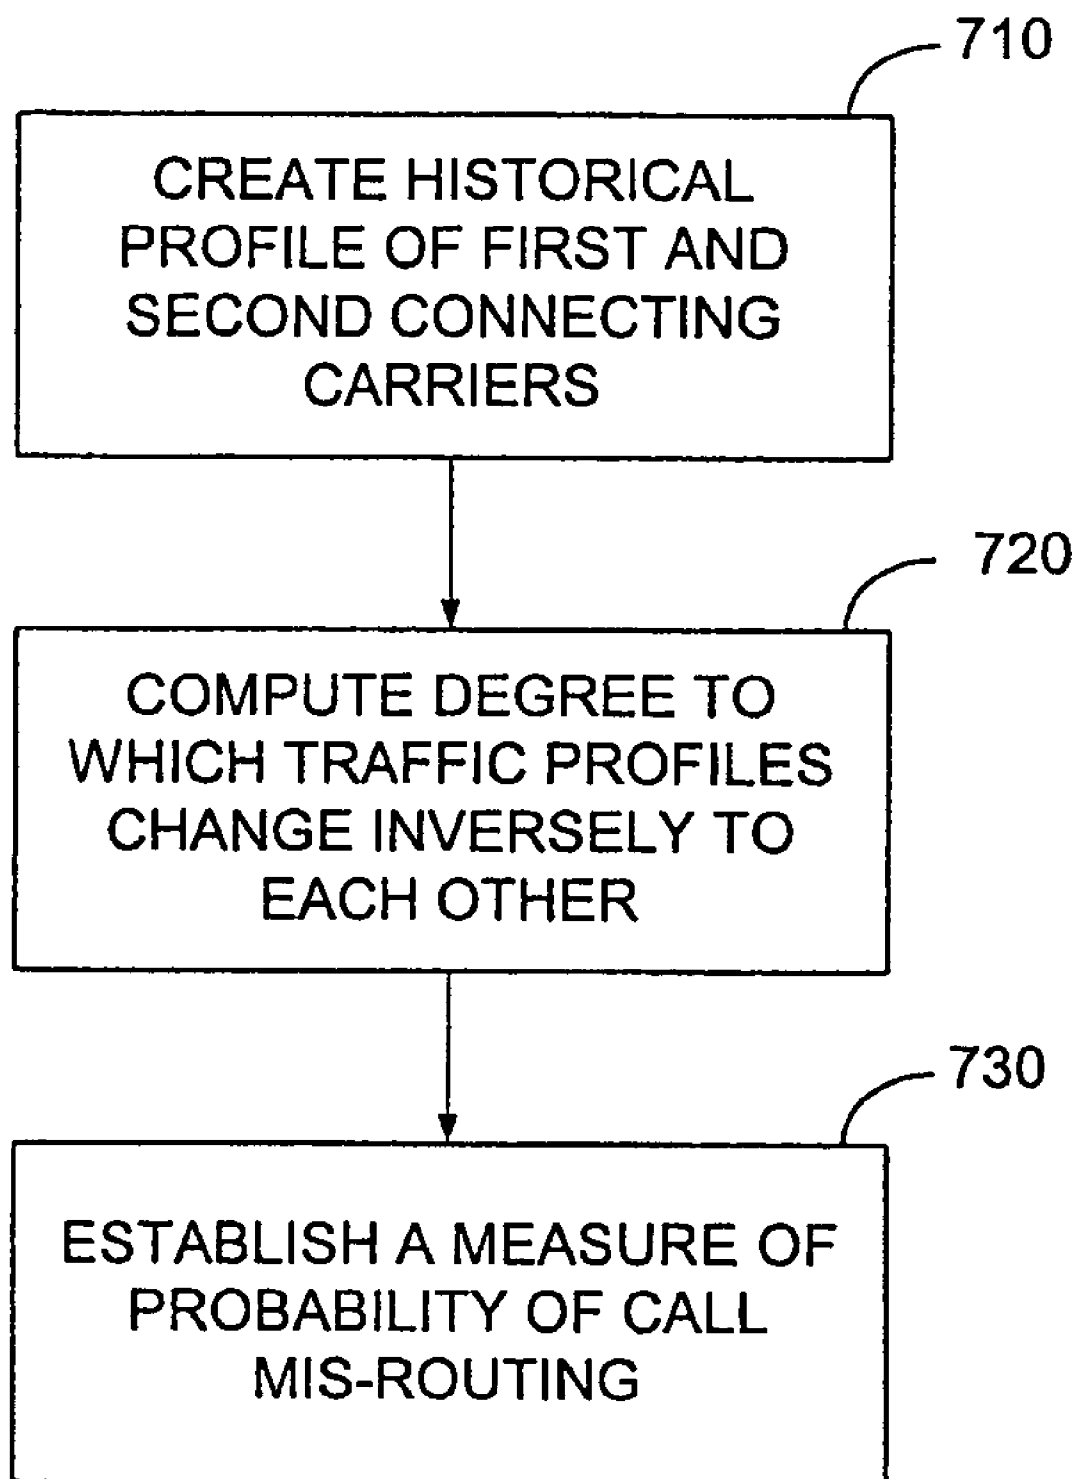 710
CREATE HISTORICAL
PROFILE OF FIRST AND
SECOND CONNECTING
CARRIERS
720
COMPUTE DEGREE TO
WHICH TRAFFIC PROFILES
CHANGE INVERSELY TO
EACH OTHER
730
ESTABLISH A MEASURE OF
PROBABILITY OF CALL
MIS-ROUTING